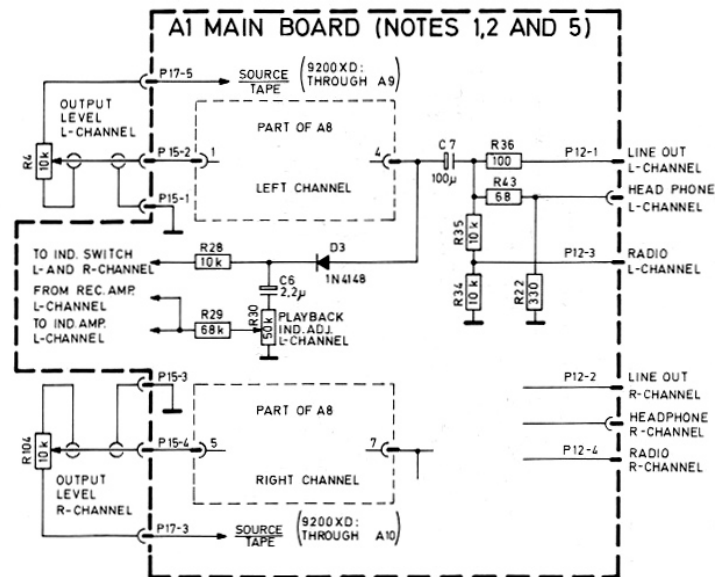 A1 MAIN BOARD (NOTES 1,2 AND 5)
P17-5
SOURCE
TAPE
(9200XD:
THROUGH A9)
OUTPUT
LEVEL
L-CHANNEL
R4
10k
P15-2
1
PART OF A8
4
LEFT CHANNEL
P15-1
C7
100µ
R36
100
P12-1
LINE OUT
L-CHANNEL
R43
68
HEAD PHONE
L-CHANNEL
R35
10k
P12-3
RADIO
L-CHANNEL
R34
10k
R22
330
TO IND. SWITCH
L- AND R-CHANNEL
R28
10k
D3
1N4148
C6
2,2µ
FROM REC. AMP.
L-CHANNEL
TO IND. AMP.
L-CHANNEL
R29
68k
R30
50k
PLAYBACK
IND. ADJ.
L-CHANNEL
P15-3
R104
10k
P15-4
5
PART OF A8
7
RIGHT CHANNEL
OUTPUT
LEVEL
R-CHANNEL
P17-3
SOURCE
TAPE
(9200XD:
THROUGH A10)
P12-2
LINE OUT
R-CHANNEL
HEADPHONE
R-CHANNEL
P12-4
RADIO
R-CHANNEL